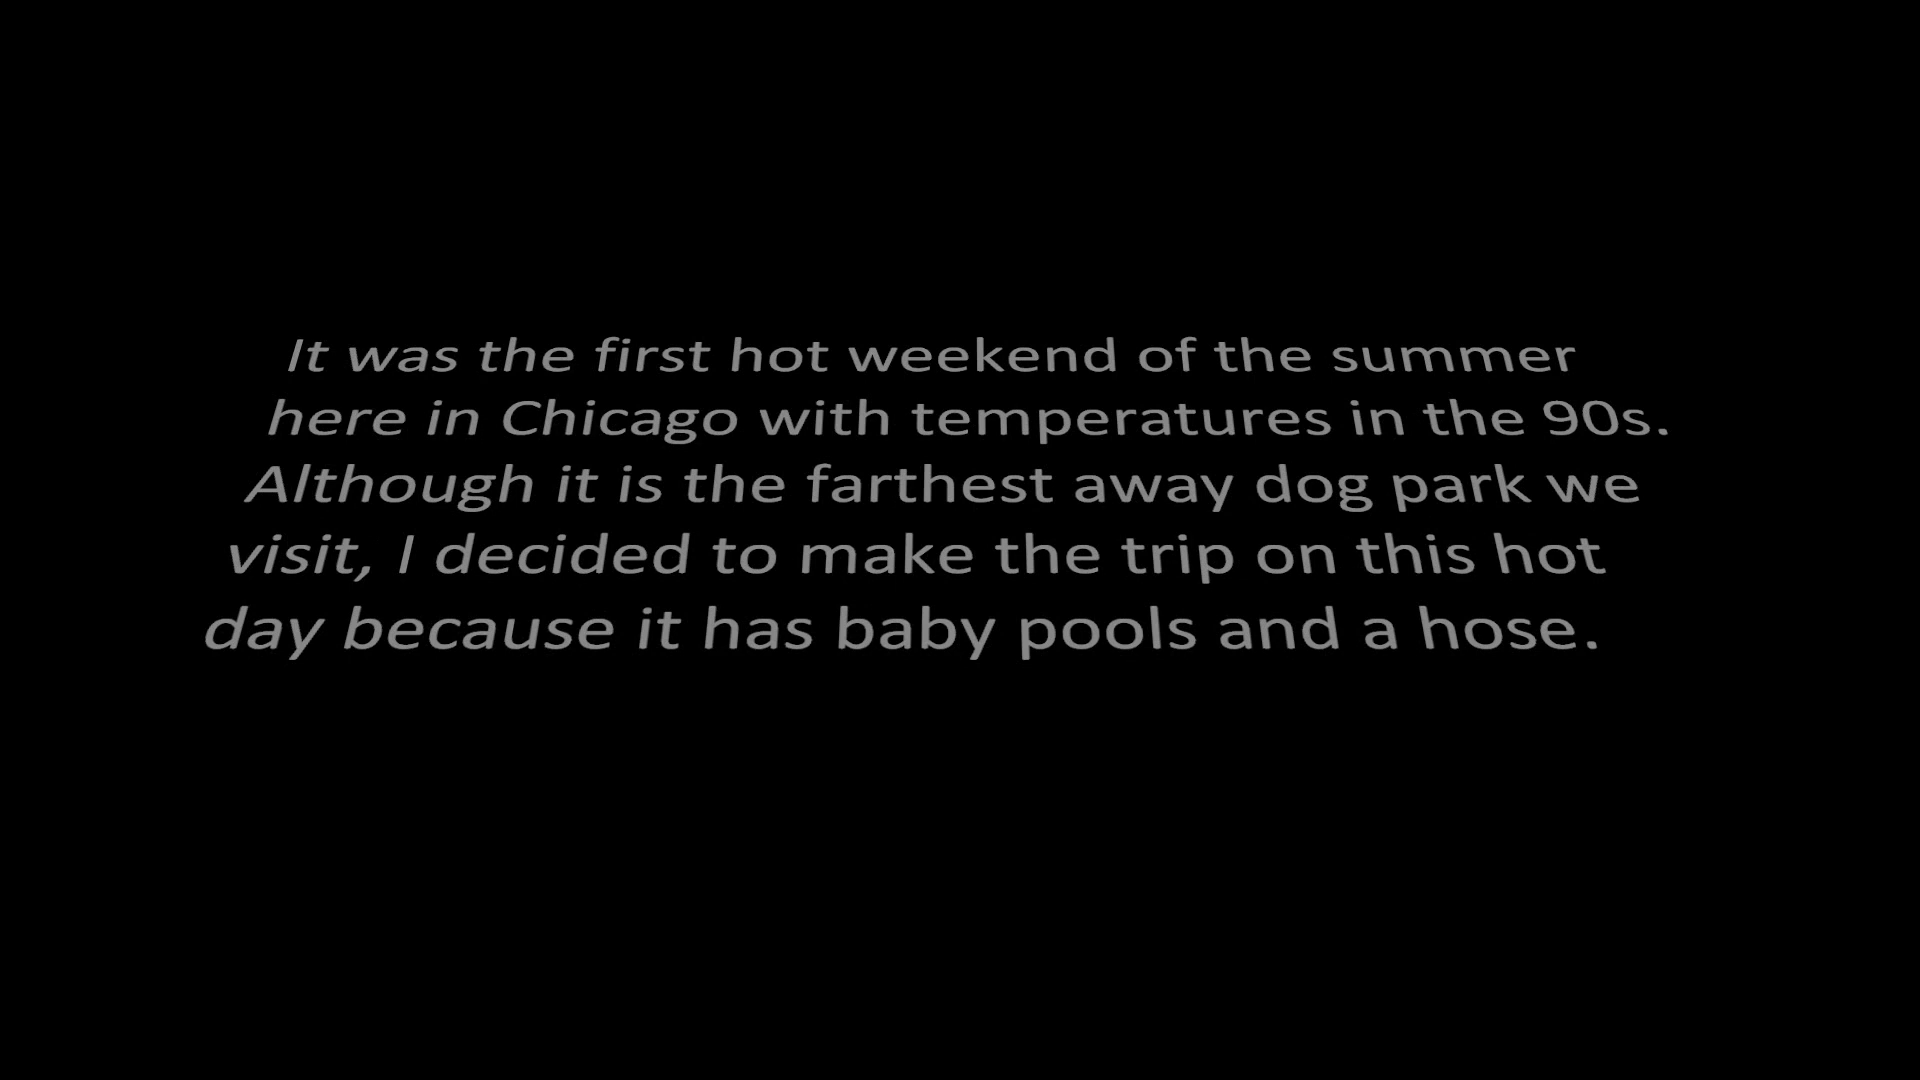 It was the first hot weekend of the summer
here in Chicago with temperatures in the 90s.
Although it is the farthest away dog park we
visit, I decided to make the trip on this hot
day because it has baby pools and a hose.